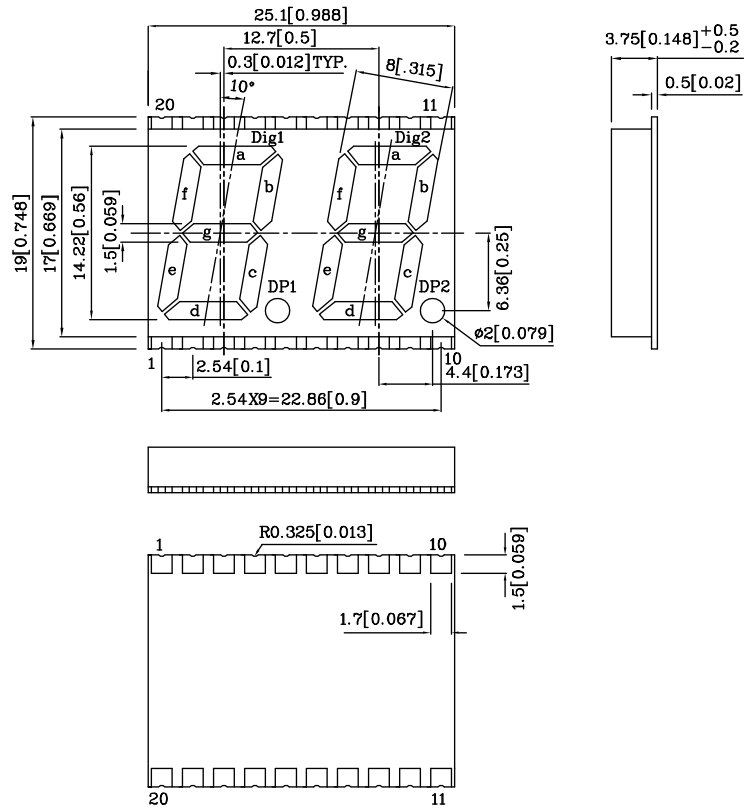 25.1[0.988]
12.7[0.5]
0.3[0.012]TYP.
10°
8[.315]
3.75[0.148]+0.5
-0.2
0.5[0.02]
20
11
Dig1
Dig2
a
a
f
b
f
b
g
g
e
c
e
c
d
d
DP1
DP2
19[0.748]
17[0.669]
14.22[0.56]
1.5[0.059]
6.36[0.25]
ø2[0.079]
1
10
2.54[0.1]
4.4[0.173]
2.54X9=22.86[0.9]
1
R0.325[0.013]
10
1.5[0.059]
1.7[0.067]
20
11